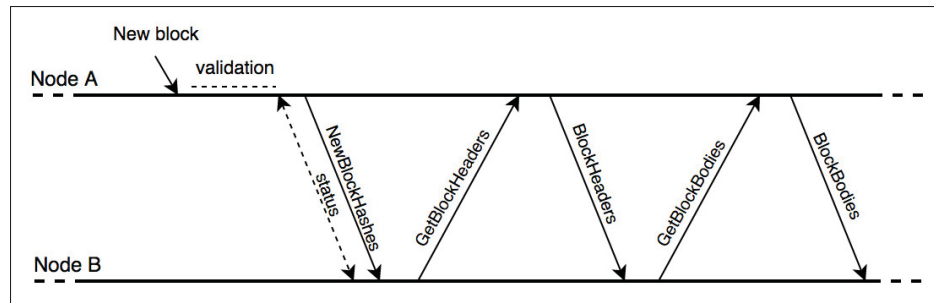 New block
validation
Node A
status
NewBlockHashes
GetBlockHeaders
BlockHeaders
GetBlockBodies
BlockBodies
Node B